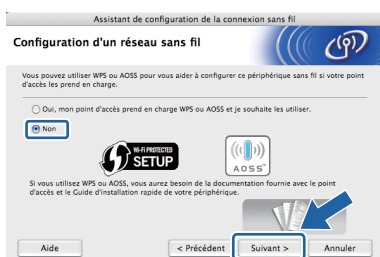 Assistant de configuration de la connexion sans fil
Configuration d'un réseau sans fil
Vous pouvez utiliser WPS ou AOSS pour vous aider à configurer ce périphérique sans fil si votre point
d'accès les prend en charge.
Oui, mon point d'accès prend en charge WPS ou AOSS et je souhaite les utiliser.
Non
WI-FI PROTECTED
SETUP
AOSS™
Si vous utilisez WPS ou AOSS, vous aurez besoin de la documentation fournie avec le point
d'accès et le Guide d'installation rapide de votre périphérique.
Aide
< Précédent
Suivant >
Annuler